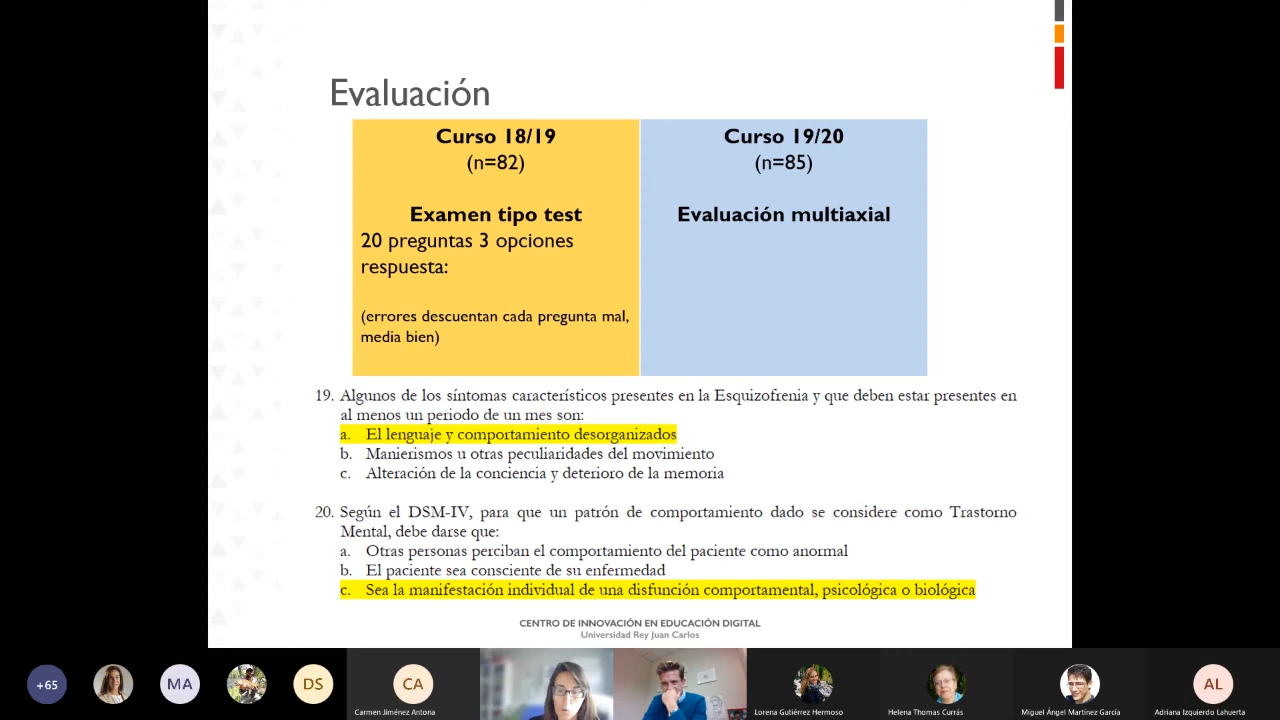 Evaluación
Curso 18/19
(n=82)
Examen tipo test
20 preguntas 3 opciones
respuesta:
(errores descuentan cada pregunta mal,
media bien)
Curso 19/20
(n=85)
Evaluación multiaxial
19. Algunos de los síntomas característicos presentes en la Esquizofrenia y que deben estar presentes en
al menos un periodo de un mes son:
a. El lenguaje y comportamiento desorganizados
b. Manierismos u otras peculiaridades del movimiento
c. Alteración de la conciencia y deterioro de la memoria
20. Según el DSM-IV, para que un patrón de comportamiento dado se considere como Trastorno
Mental, debe darse que:
a. Otras personas perciban el comportamiento del paciente como anormal
b. El paciente sea consciente de su enfermedad
c. Sea la manifestación individual de una disfunción comportamental, psicológica o biológica
CENTRO DE INNOVACIÓN EN EDUCACIÓN DIGITAL
Universidad Rey Juan Carlos
+65
MA
DS
CA
AL
Carmen Jiménez Antona
Lorena Gutiérrez Hermoso
Helena Thomas Currás
Miguel Ángel Martínez García
Adriana Izquierdo Lahuerta